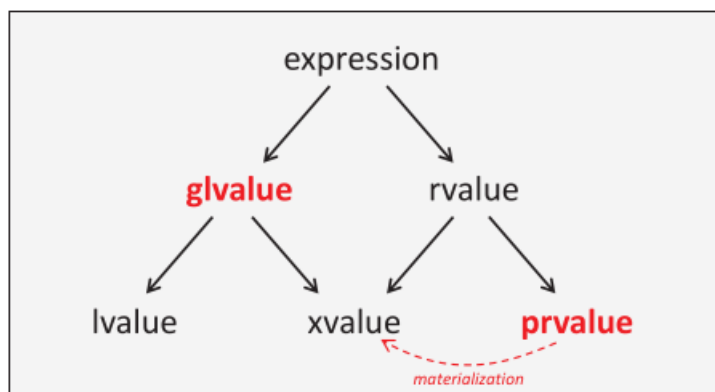 expression
glvalue rvalue
lvalue xvalue prvalue
materialization